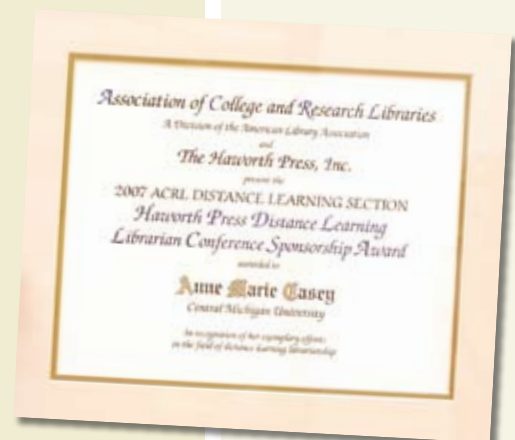 Association of College and Research Libraries
A Division of the American Library Association
and
The Haworth Press, Inc.
present the
2007 ACRL DISTANCE LEARNING SECTION
Haworth Press Distance Learning
Librarian Conference Sponsorship Award
awarded to
Anne Marie Casey
Central Michigan University
In recognition of her exemplary efforts
in the field of distance learning librarianship